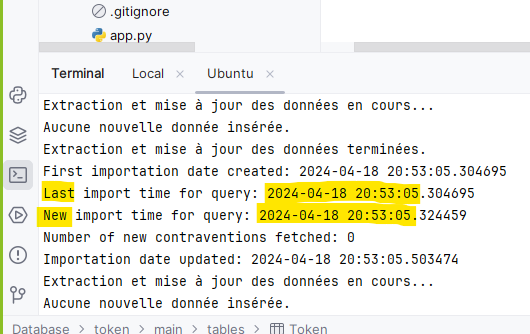 .gitignore
app.py
Terminal Local × Ubuntu ×
Extraction et mise à jour des données en cours...
Aucune nouvelle donnée insérée.
Extraction et mise à jour des données terminées.
First importation date created: 2024-04-18 20:53:05.304695
Last import time for query: 2024-04-18 20:53:05.304695
New import time for query: 2024-04-18 20:53:05.324459
Number of new contraventions fetched: 0
Importation date updated: 2024-04-18 20:53:05.503474
Extraction et mise à jour des données en cours...
Aucune nouvelle donnée insérée.
Database > token > main > tables > Token